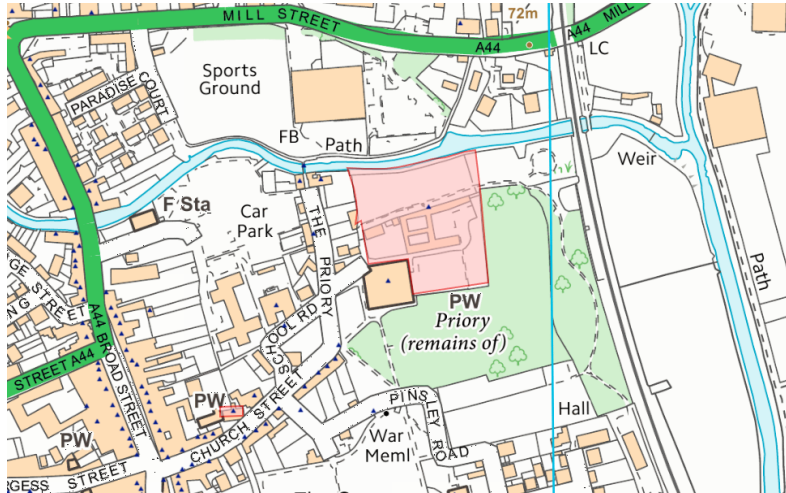 MILL STREET
72m
A44
A44 MILL
LC
PARADISE COURT
Sports
Ground
FB
Path
Weir
F Sta
Car
Park
THE PRIORY
Path
PW
Priory
(remains of)
STREET
A44 BROAD STREET
SCHOOL RD
STREET A44
PW
CHURCH STREET
PINSLEY ROAD
Hall
War
Meml
PW
STREET